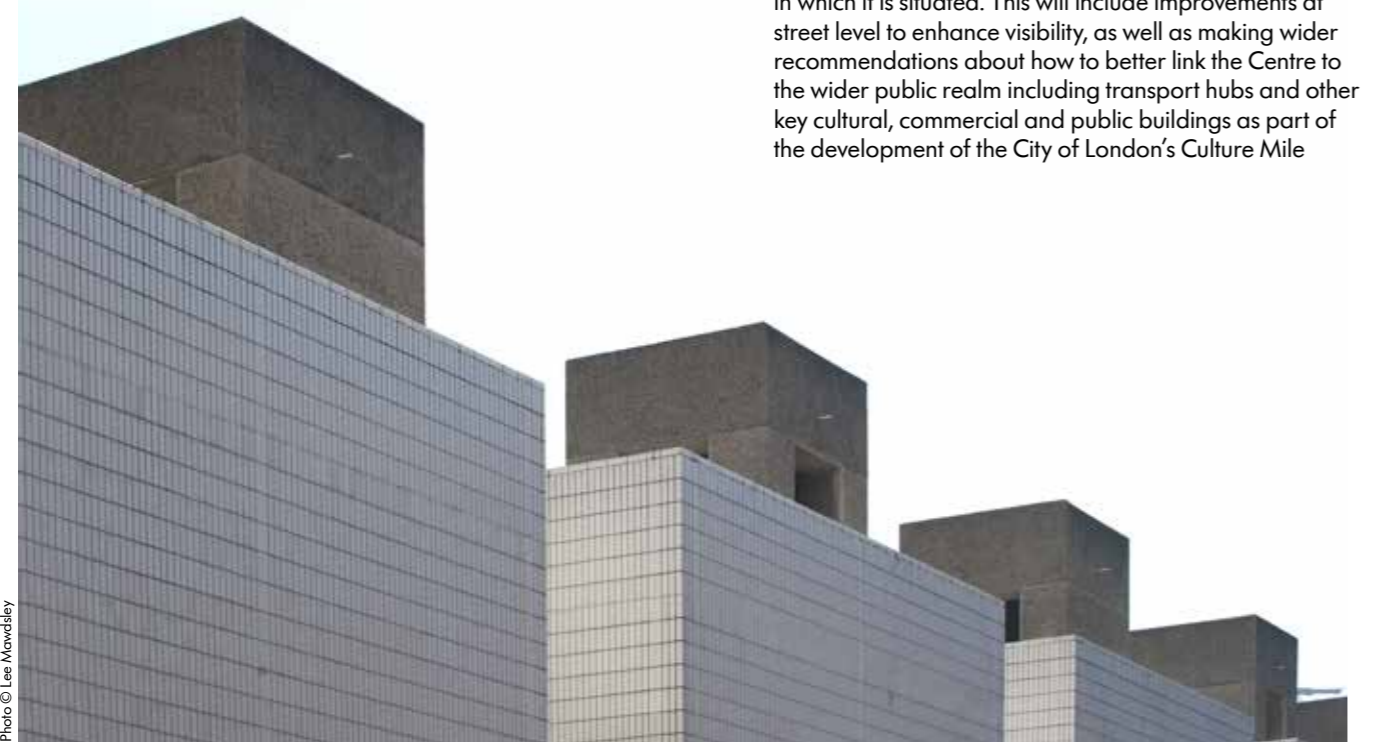 in which it is situated. This will include improvements at
street level to enhance visibility, as well as making wider
recommendations about how to better link the Centre to
the wider public realm including transport hubs and other
key cultural, commercial and public buildings as part of
the development of the City of London’s Culture Mile
Photo © Lee Mawdsley